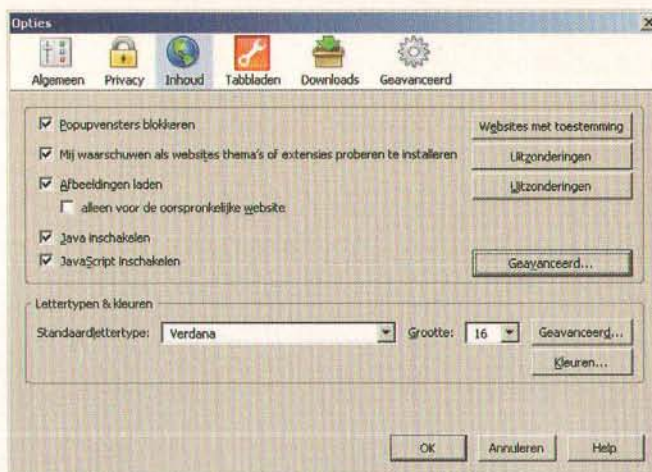 Opties
Algemeen Privacy Inhoud Tabbladen Downloads Geavanceerd
Popupvensters blokkeren Websites met toestemming
Mij waarschuwen als websites thema's of extensies proberen te installeren Uitzonderingen
Afbeeldingen laden Uitzonderingen
alleen voor de oorspronkelijke website
Java inschakelen
JavaScript inschakelen Geavanceerd...
Lettertypen & kleuren
Standaardlettertype: Verdana Grootte: 16 Geavanceerd...
Kleuren...
OK Annuleren Help